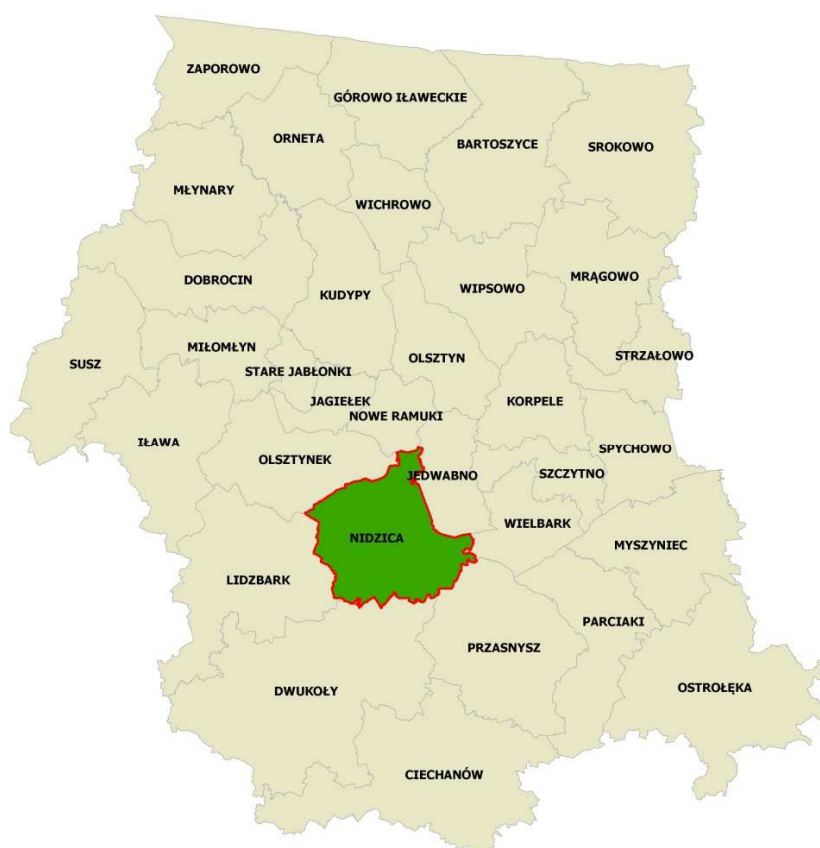 ZAPOROWO
GÓROWO IŁAWECKIE
ORNETA
BARTOSZYCE
SROKOWO
MŁYNARY
WICHROWO
DOBROCIN
KUDYPY
WIPSOWO
MRĄGOWO
MIŁOMŁYN
SUSZ
STARE JABŁONKI
OLSZTYN
STRZAŁOWO
JAGIEŁEK
KORPELE
NOWE RAMUKI
IŁAWA
OLSZTYNEK
SPYCHOWO
JEDWABNO
SZCZYTNO
WIELBARK
NIDZICA
MYSZYNIEC
LIDZBARK
PARCIAKI
PRZASNYSZ
DWUKOŁY
OSTROŁĘKA
CIECHANÓW